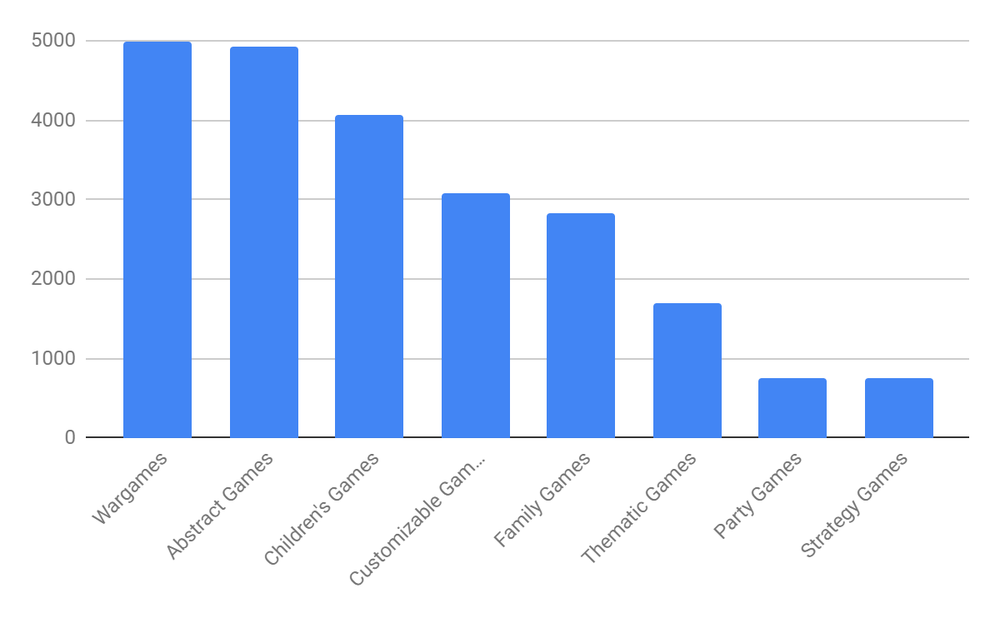 5000
4000
3000
2000
1000
0
Wargames
Abstract Games
Children's Games
Customizable Gam...
Family Games
Thematic Games
Party Games
Strategy Games